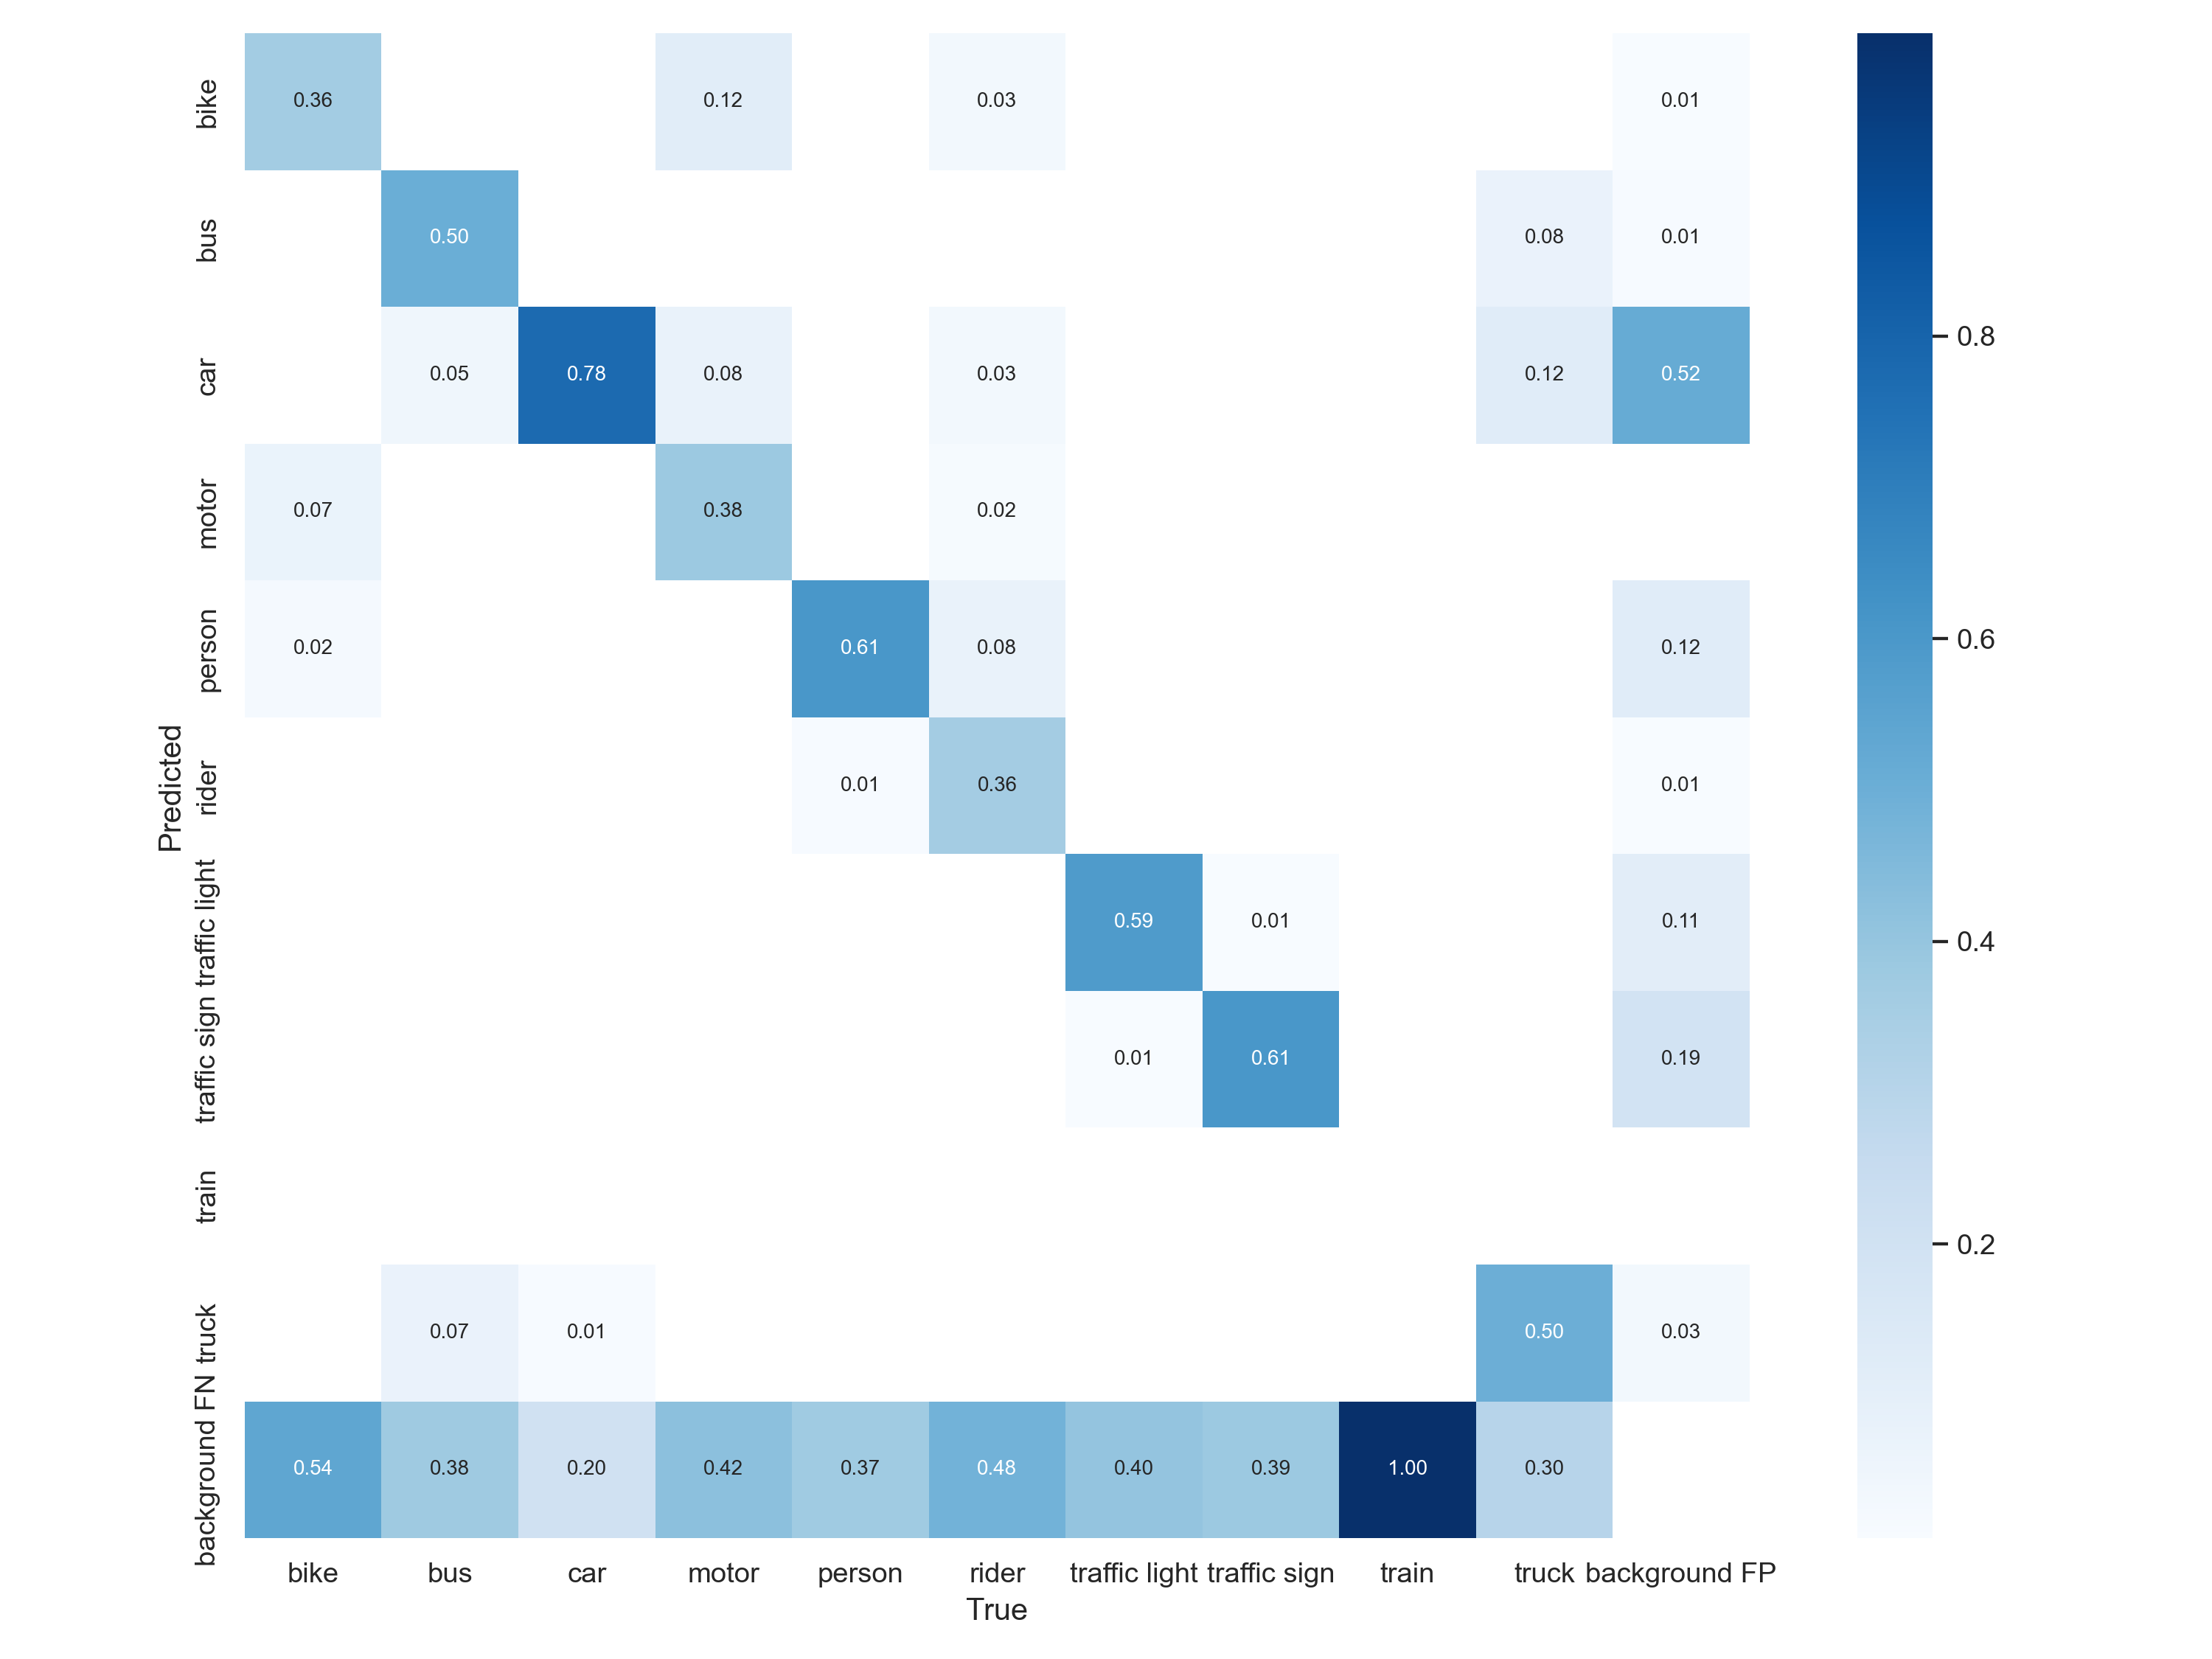 bike 0.36 0.12 0.03 0.01
bus 0.50 0.08 0.01
car 0.05 0.78 0.08 0.03 0.12 0.52
motor 0.07 0.38 0.02
person 0.02 0.61 0.08 0.12
rider 0.01 0.36 0.01
traffic light 0.59 0.01 0.11
traffic sign 0.01 0.61 0.19
train
truck 0.07 0.01 0.50 0.03
background FN 0.54 0.38 0.20 0.42 0.37 0.48 0.40 0.39 1.00 0.30
bike bus car motor person rider traffic light traffic sign train truck background FP
True
Predicted
0.8
0.6
0.4
0.2